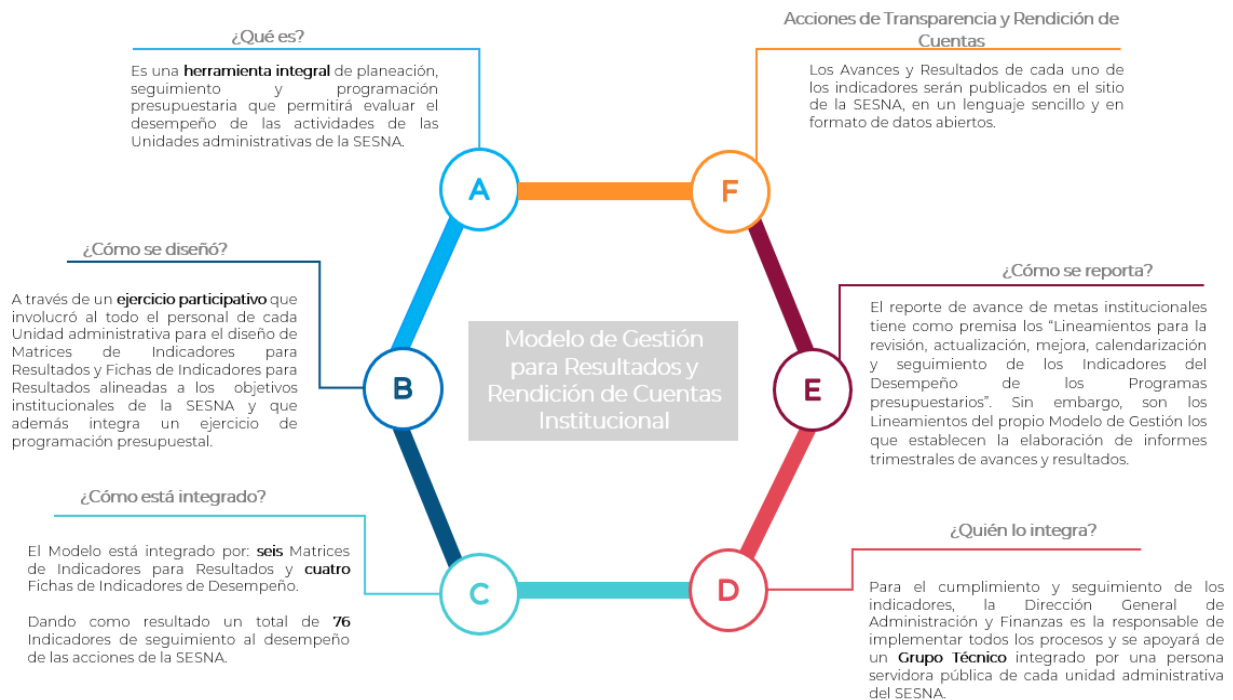 ¿Qué es?
Es una herramienta integral de planeación,
seguimiento y programación
presupuestaria que permitirá evaluar el
desempeño de las actividades de las
Unidades administrativas de la SESNA.
A
¿Cómo se diseñó?
A través de un ejercicio participativo que
involucró al todo el personal de cada
Unidad administrativa para el diseño de
Matrices de Indicadores para
Resultados y Fichas de Indicadores para
Resultados alineadas a los objetivos
institucionales de la SESNA y que
además integra un ejercicio de
programación presupuestal.
B
¿Cómo está integrado?
El Modelo está integrado por: seis Matrices
de Indicadores para Resultados y cuatro
Fichas de Indicadores de Desempeño.
Dando como resultado un total de 76
Indicadores de seguimiento al desempeño
de las acciones de la SESNA.
C
Modelo de Gestión
para Resultados y
Rendición de Cuentas
Institucional
¿Quién lo integra?
Para el cumplimiento y seguimiento de los
indicadores, la Dirección General de
Administración y Finanzas es la responsable de
implementar todos los procesos y se apoyará de
un Grupo Técnico integrado por una persona
servidora pública de cada unidad administrativa
del SESNA.
D
¿Cómo se reporta?
El reporte de avance de metas institucionales
tiene como premisa los “Lineamientos para la
revisión, actualización, mejora, calendarización
y seguimiento de los Indicadores del
Desempeño de los Programas
presupuestarios”. Sin embargo, son los
Lineamientos del propio Modelo de Gestión los
que establecen la elaboración de informes
trimestrales de avances y resultados.
E
Acciones de Transparencia y Rendición de
Cuentas
Los Avances y Resultados de cada uno de
los indicadores serán publicados en el sitio
de la SESNA, en un lenguaje sencillo y en
formato de datos abiertos.
F